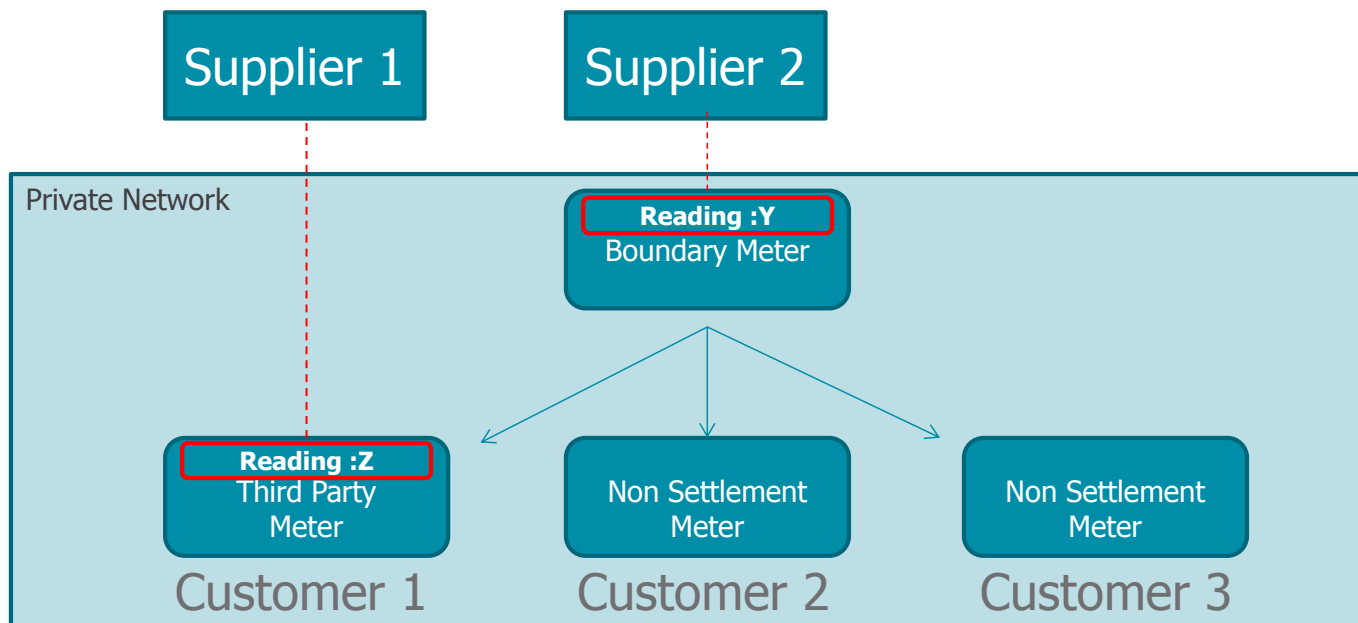 Supplier 1
Supplier 2
Private Network
Reading :Y
Boundary Meter
Reading :Z
Third Party
Meter
Non Settlement
Meter
Non Settlement
Meter
Customer 1
Customer 2
Customer 3